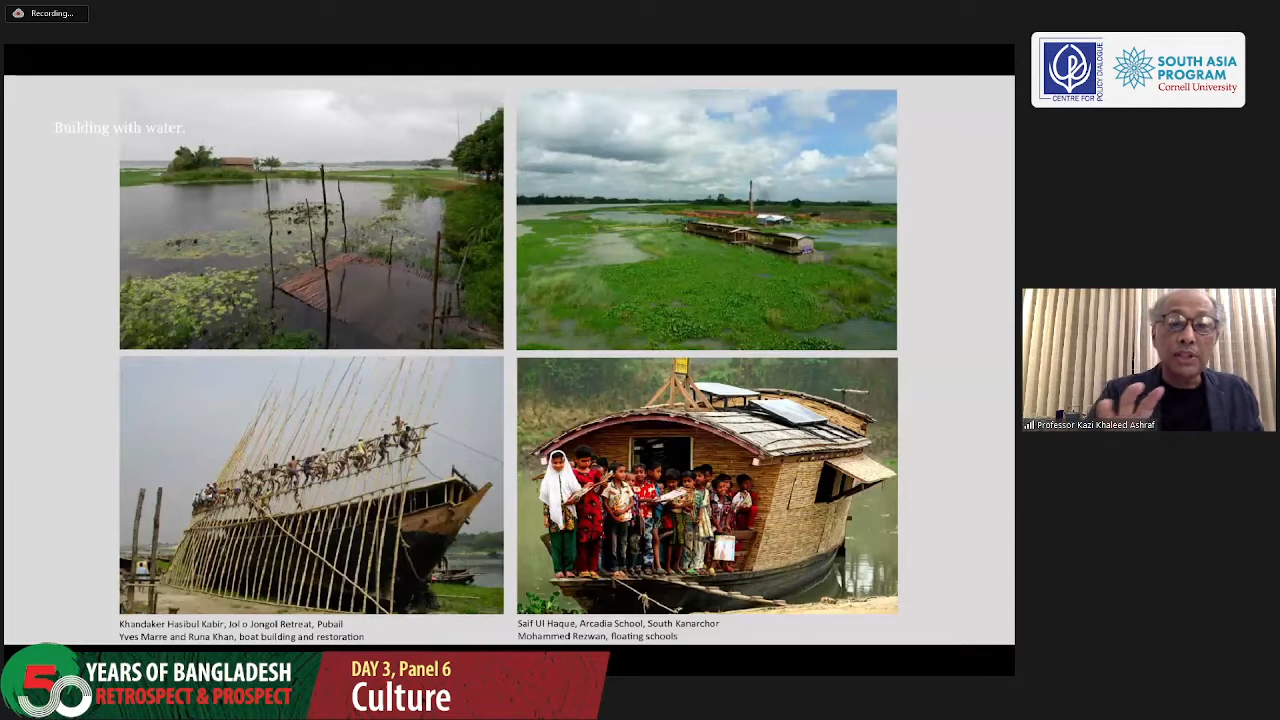 Recording...
CENTRE FOR POLICY DIALOGUE
SOUTH ASIA
PROGRAM
Cornell University
Building with water.
Professor Kazi Khaleed Ashraf
Khandaker Hasibul Kabir, Jol o Jongol Retreat, Pubail
Yves Marre and Runa Khan, boat building and restoration
Saif Ul Haque, Arcadia School, South Kanarchor
Mohammed Rezwan, floating schools
50 YEARS OF BANGLADESH
RETROSPECT & PROSPECT
DAY 3, Panel 6
Culture